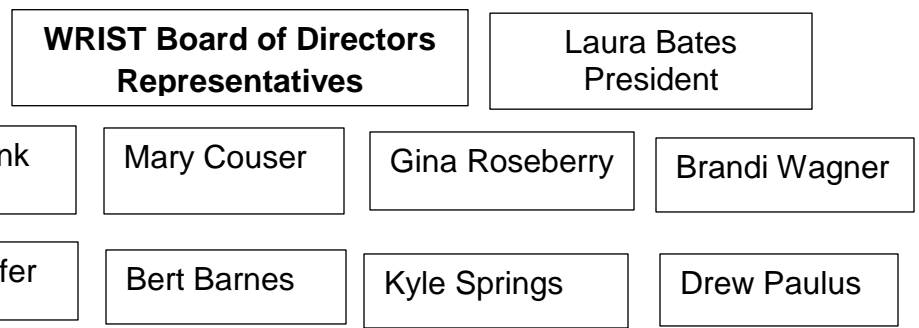 WRIST Board of Directors
Representatives
Laura Bates
President
Mary Couser
Gina Roseberry
Brandi Wagner
Bert Barnes
Kyle Springs
Drew Paulus